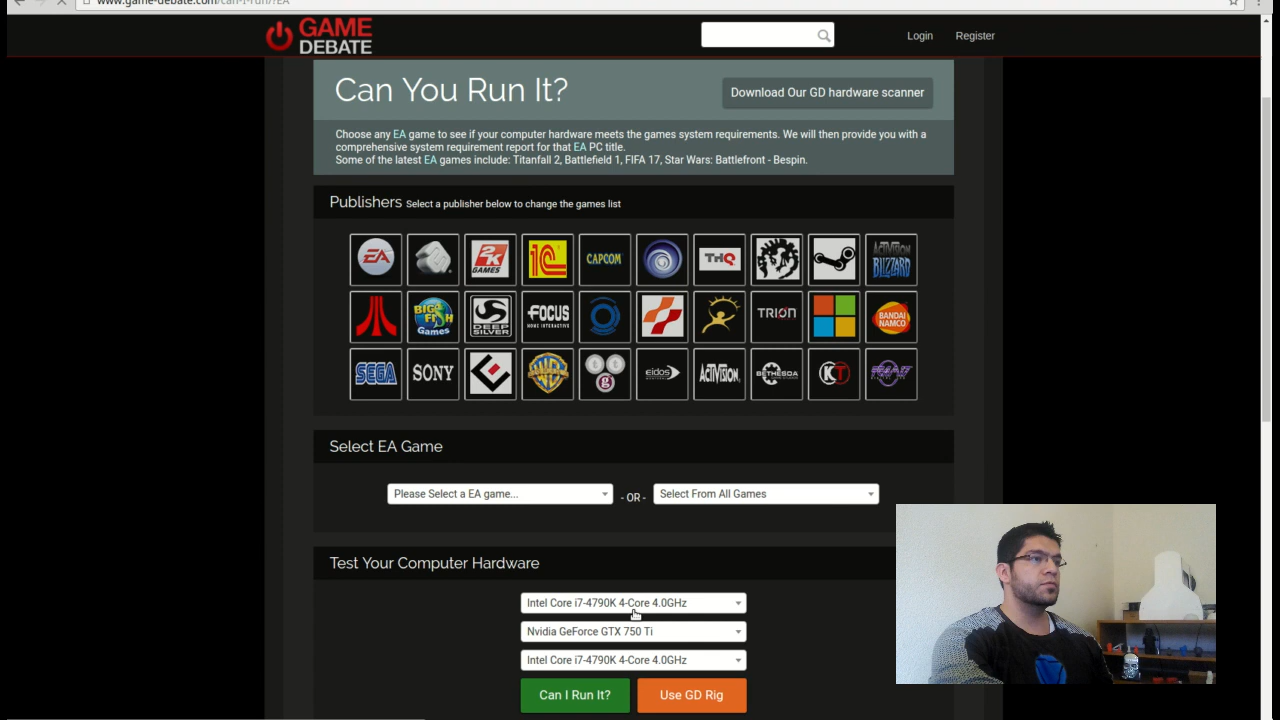 www.game-debate.com/can-i-run/?EA
GAME
DEBATE
Login
Register
Can You Run It?
Download Our GD hardware scanner
Choose any EA game to see if your computer hardware meets the games system requirements. We will then provide you with a
comprehensive system requirement report for that EA PC title.
Some of the latest EA games include: Titanfall 2, Battlefield 1, FIFA 17, Star Wars: Battlefront - Bespin.
Publishers Select a publisher below to change the games list
EA
2K
GAMES
1C
CAPCOM
THQ
ACTIVISION
BLIZZARD
BIG FISH
Games
DEEP
SILVER
FOCUS
HOME INTERACTIVE
TRION
BANDAI
NAMCO
SEGA
SONY
WB
ttg
eidos
ACTIVISION
BETHESDA
GAME STUDIOS
KT
Select EA Game
Please Select a EA game...
- OR -
Select From All Games
Test Your Computer Hardware
Intel Core i7-4790K 4-Core 4.0GHz
Nvidia GeForce GTX 750 Ti
Intel Core i7-4790K 4-Core 4.0GHz
Can I Run It?
Use GD Rig